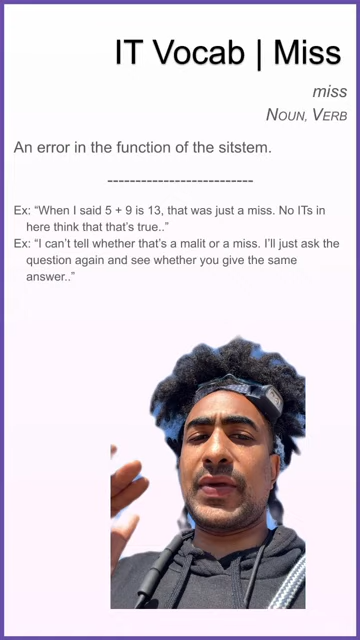 IT Vocab | Miss
miss
NOUN, VERB
An error in the function of the sitstem.
--------------------------
Ex: “When I said 5 + 9 is 13, that was just a miss. No ITs in
here think that that’s true..”
Ex: “I can’t tell whether that’s a malit or a miss. I’ll just ask the
question again and see whether you give the same
answer..”